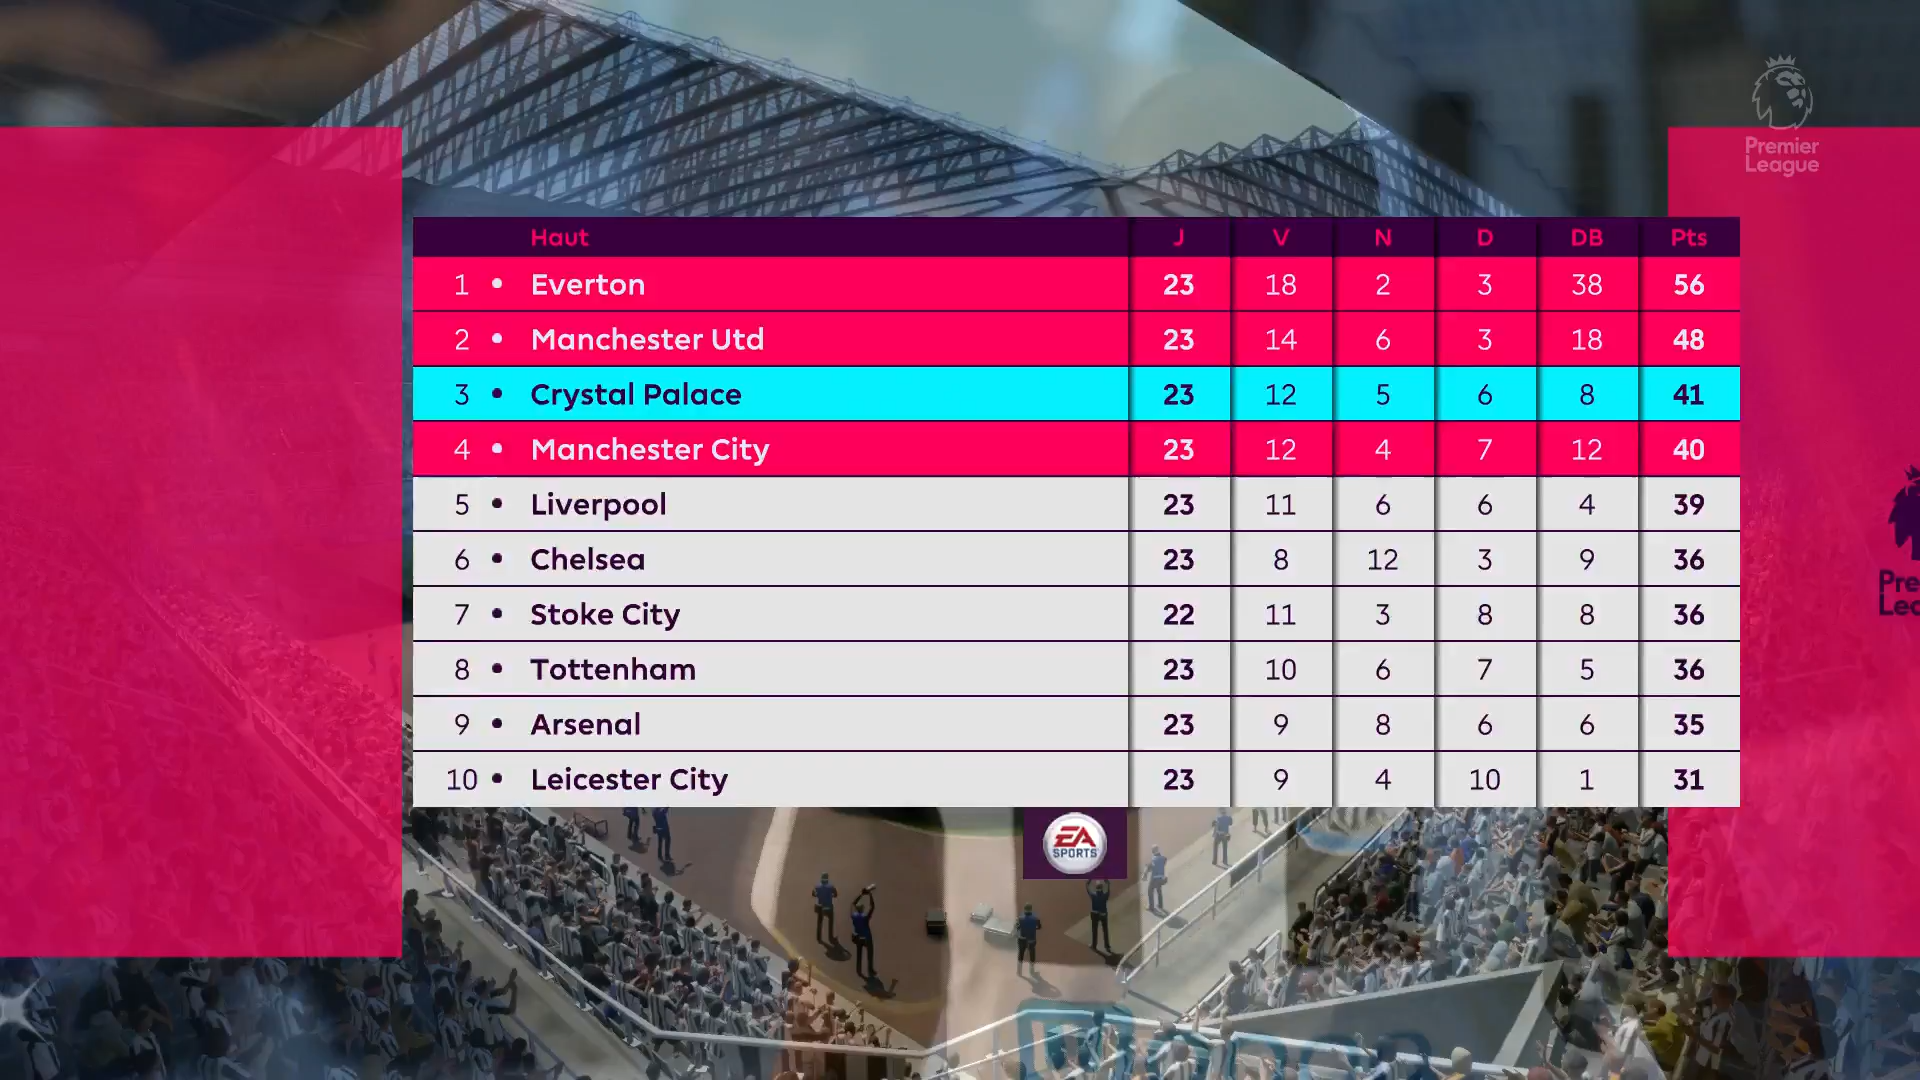 Premier
League
Haut J V N D DB Pts
1 • Everton 23 18 2 3 38 56
2 • Manchester Utd 23 14 6 3 18 48
3 • Crystal Palace 23 12 5 6 8 41
4 • Manchester City 23 12 4 7 12 40
5 • Liverpool 23 11 6 6 4 39
6 • Chelsea 23 8 12 3 9 36
7 • Stoke City 22 11 3 8 8 36
8 • Tottenham 23 10 6 7 5 36
9 • Arsenal 23 9 8 6 6 35
10 • Leicester City 23 9 4 10 1 31
Pre
Lea
EA
SPORTS